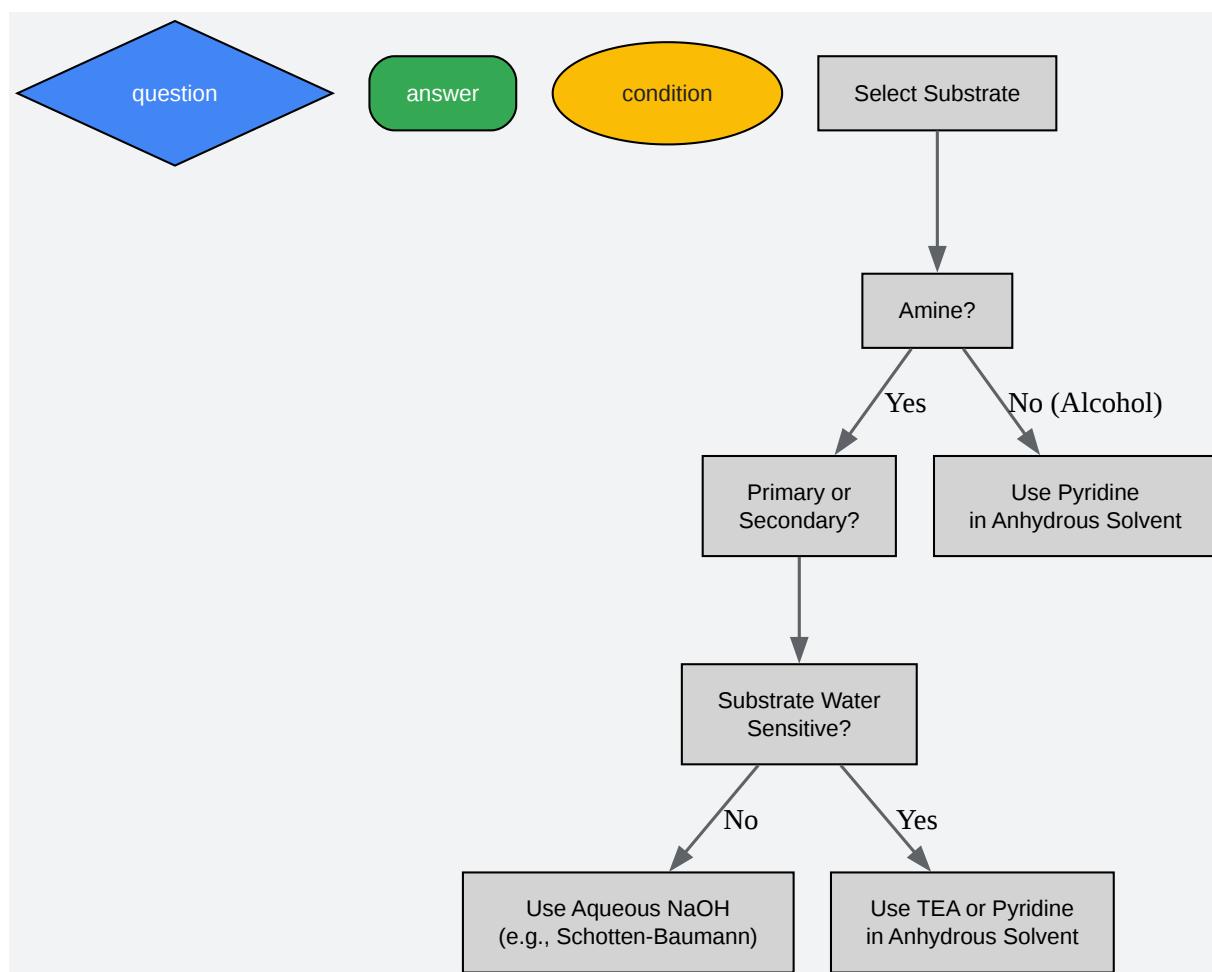 question
answer
condition
Select Substrate
Amine?
Yes
No (Alcohol)
Primary or
Secondary?
Use Pyridine
in Anhydrous Solvent
Substrate Water
Sensitive?
No
Yes
Use Aqueous NaOH
(e.g., Schotten-Baumann)
Use TEA or Pyridine
in Anhydrous Solvent